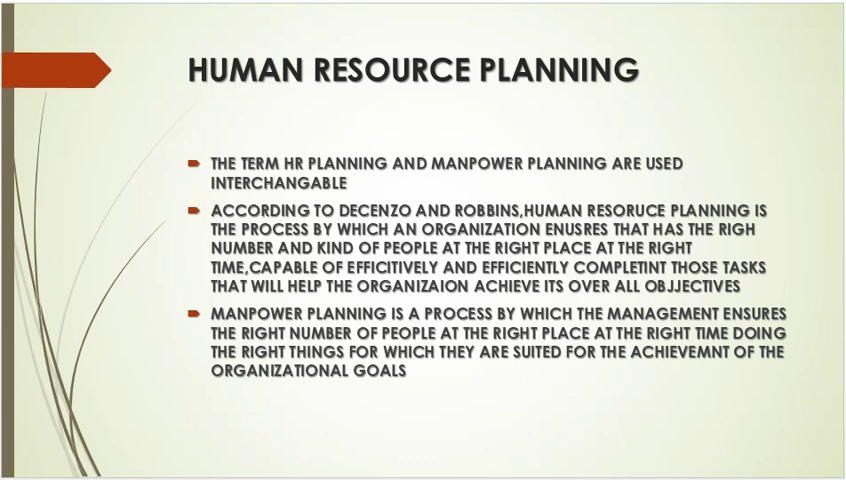 HUMAN RESOURCE PLANNING
THE TERM HR PLANNING AND MANPOWER PLANNING ARE USED
INTERCHANGABLE
ACCORDING TO DECENZO AND ROBBINS,HUMAN RESORUCE PLANNING IS
THE PROCESS BY WHICH AN ORGANIZATION ENUSRES THAT HAS THE RIGH
NUMBER AND KIND OF PEOPLE AT THE RIGHT PLACE AT THE RIGHT
TIME,CAPABLE OF EFFICITIVELY AND EFFICIENTLY COMPLETINT THOSE TASKS
THAT WILL HELP THE ORGANIZAION ACHIEVE ITS OVER ALL OBJJECTIVES
MANPOWER PLANNING IS A PROCESS BY WHICH THE MANAGEMENT ENSURES
THE RIGHT NUMBER OF PEOPLE AT THE RIGHT PLACE AT THE RIGHT TIME DOING
THE RIGHT THINGS FOR WHICH THEY ARE SUITED FOR THE ACHIEVEMNT OF THE
ORGANIZATIONAL GOALS